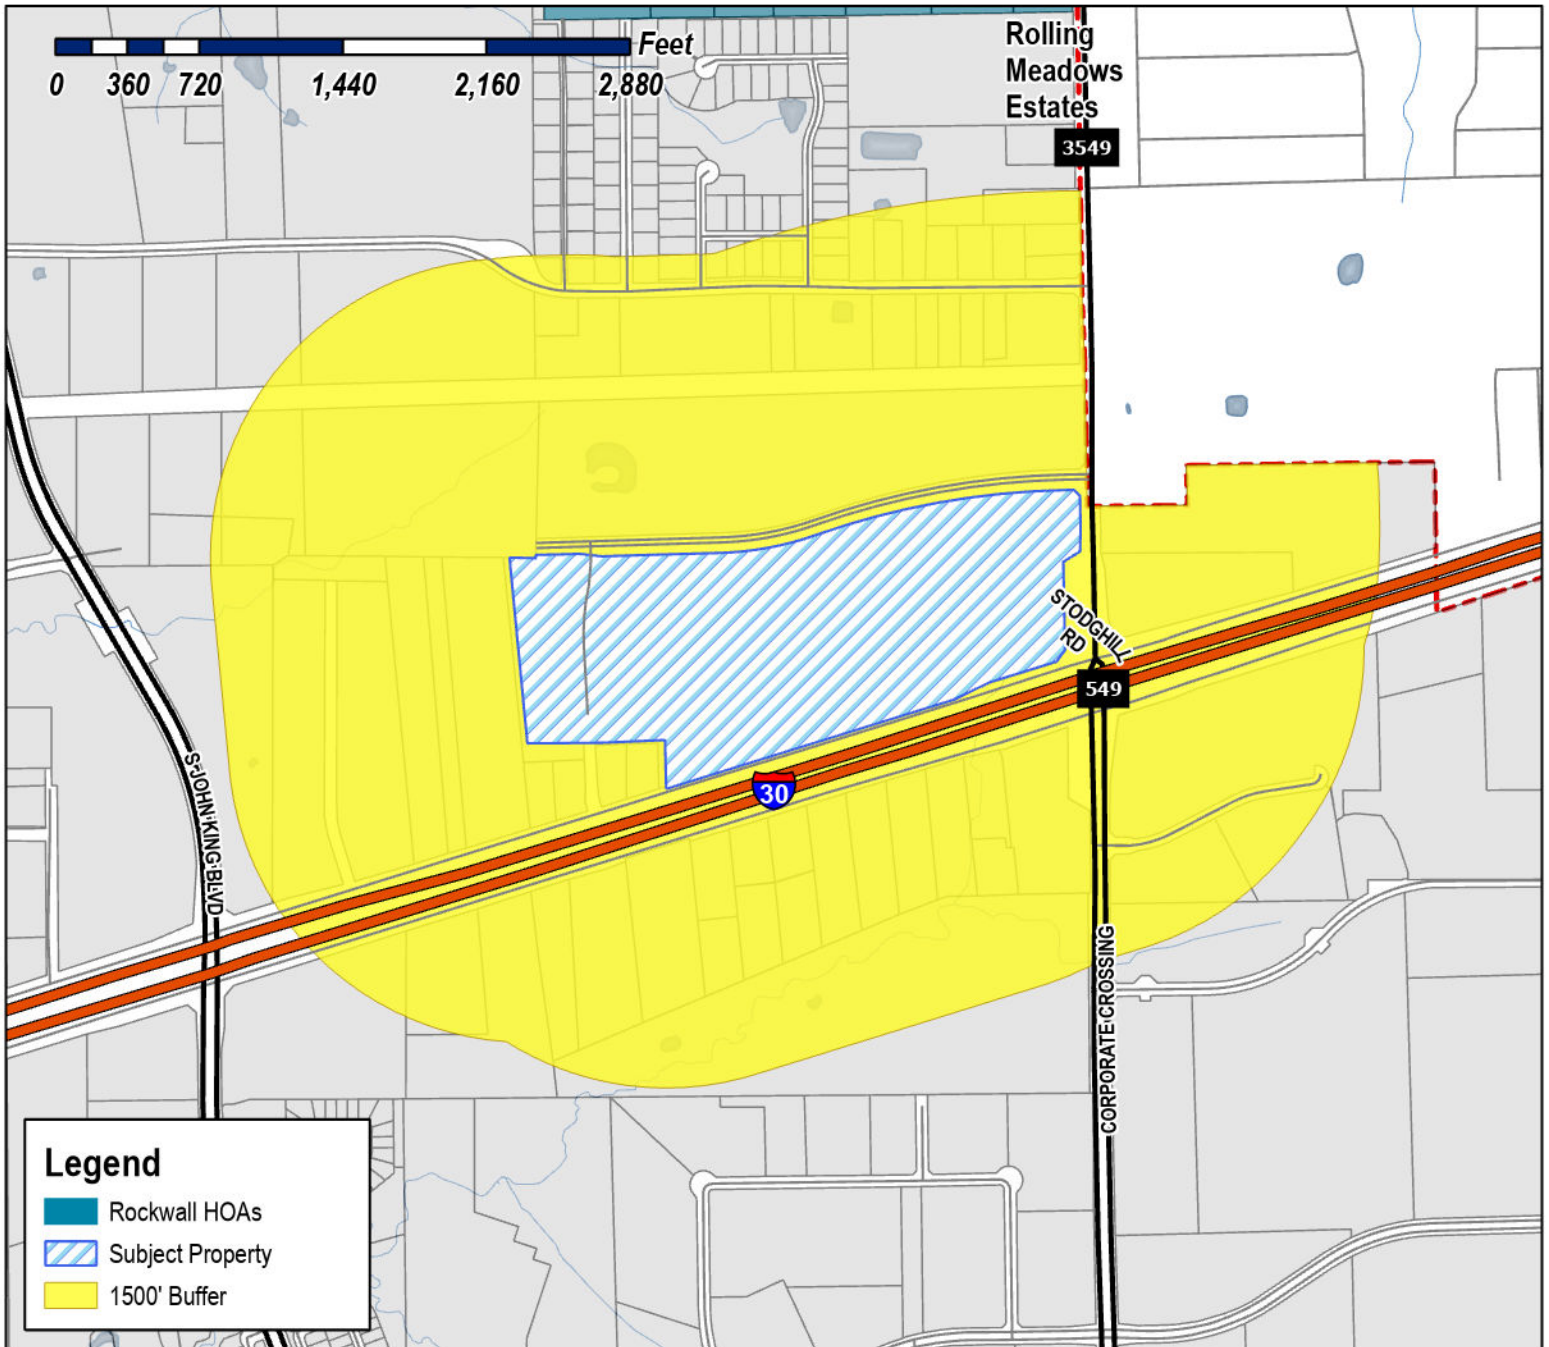 Feet
0 360 720 1,440 2,160 2,880
Rolling
Meadows
Estates
3549
STODGHILL
RD
549
30
S JOHN KING BLVD
CORPORATE CROSSING
Legend
Rockwall HOAs
Subject Property
1500' Buffer